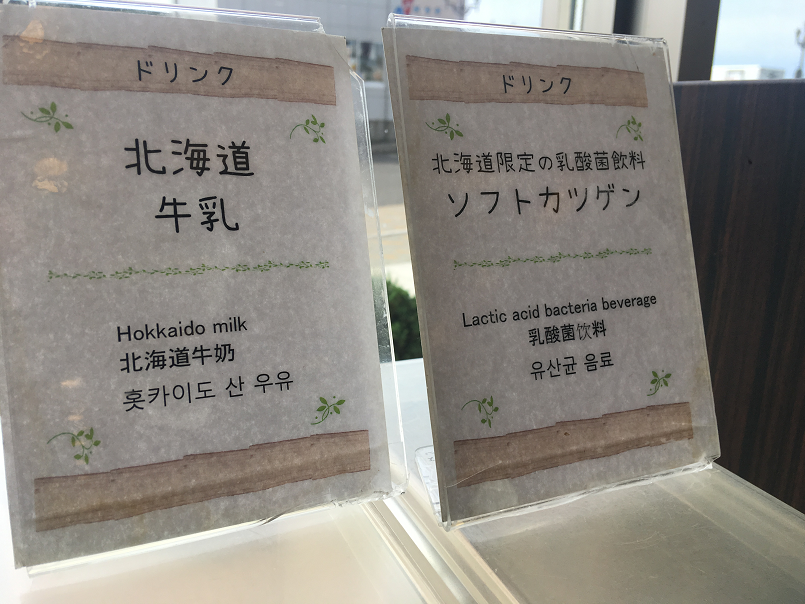 ドリンク
北海道
牛乳
Hokkaido milk
北海道牛奶
홋카이도 산 우유
ドリンク
北海道限定の乳酸菌飲料
ソフトカツゲン
Lactic acid bacteria beverage
乳酸菌饮料
유산균 음료